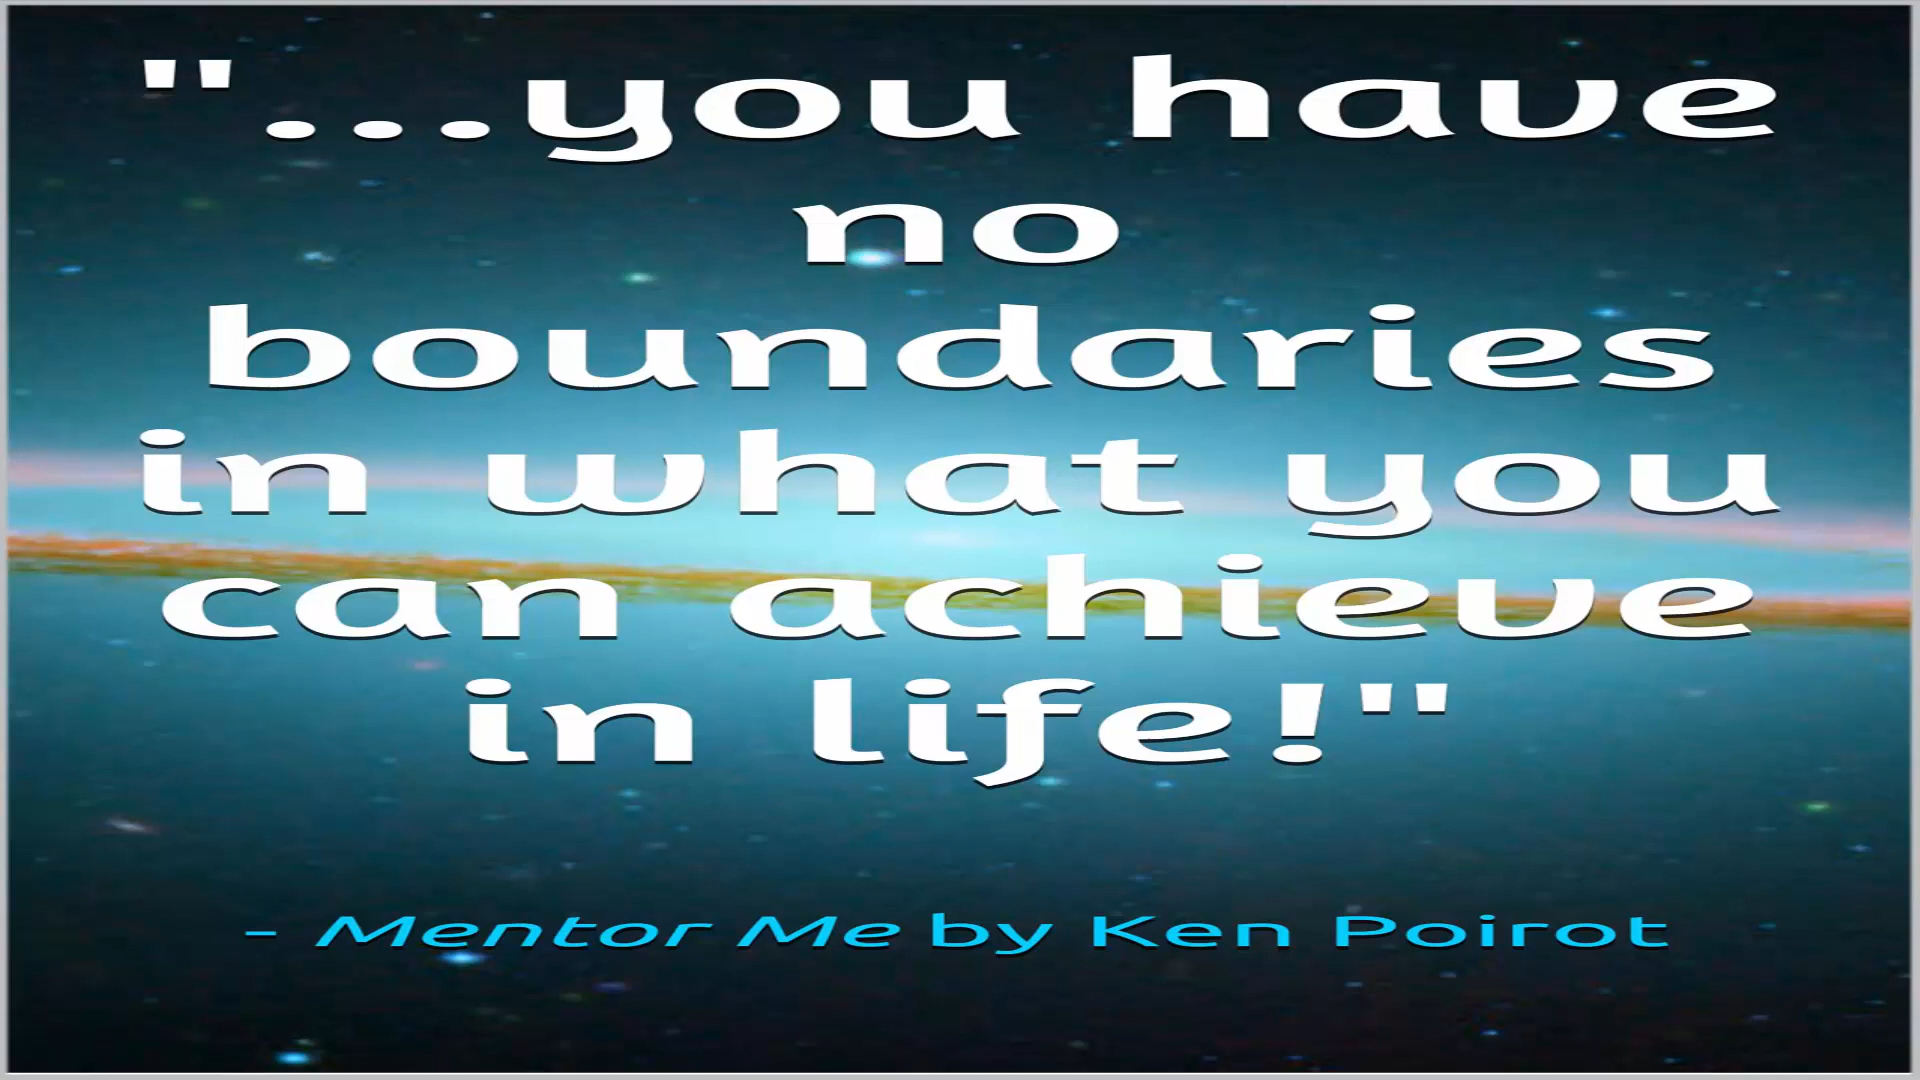 "...you have
no
boundaries
in what you
can achieve
in life!"
– Mentor Me by Ken Poirot